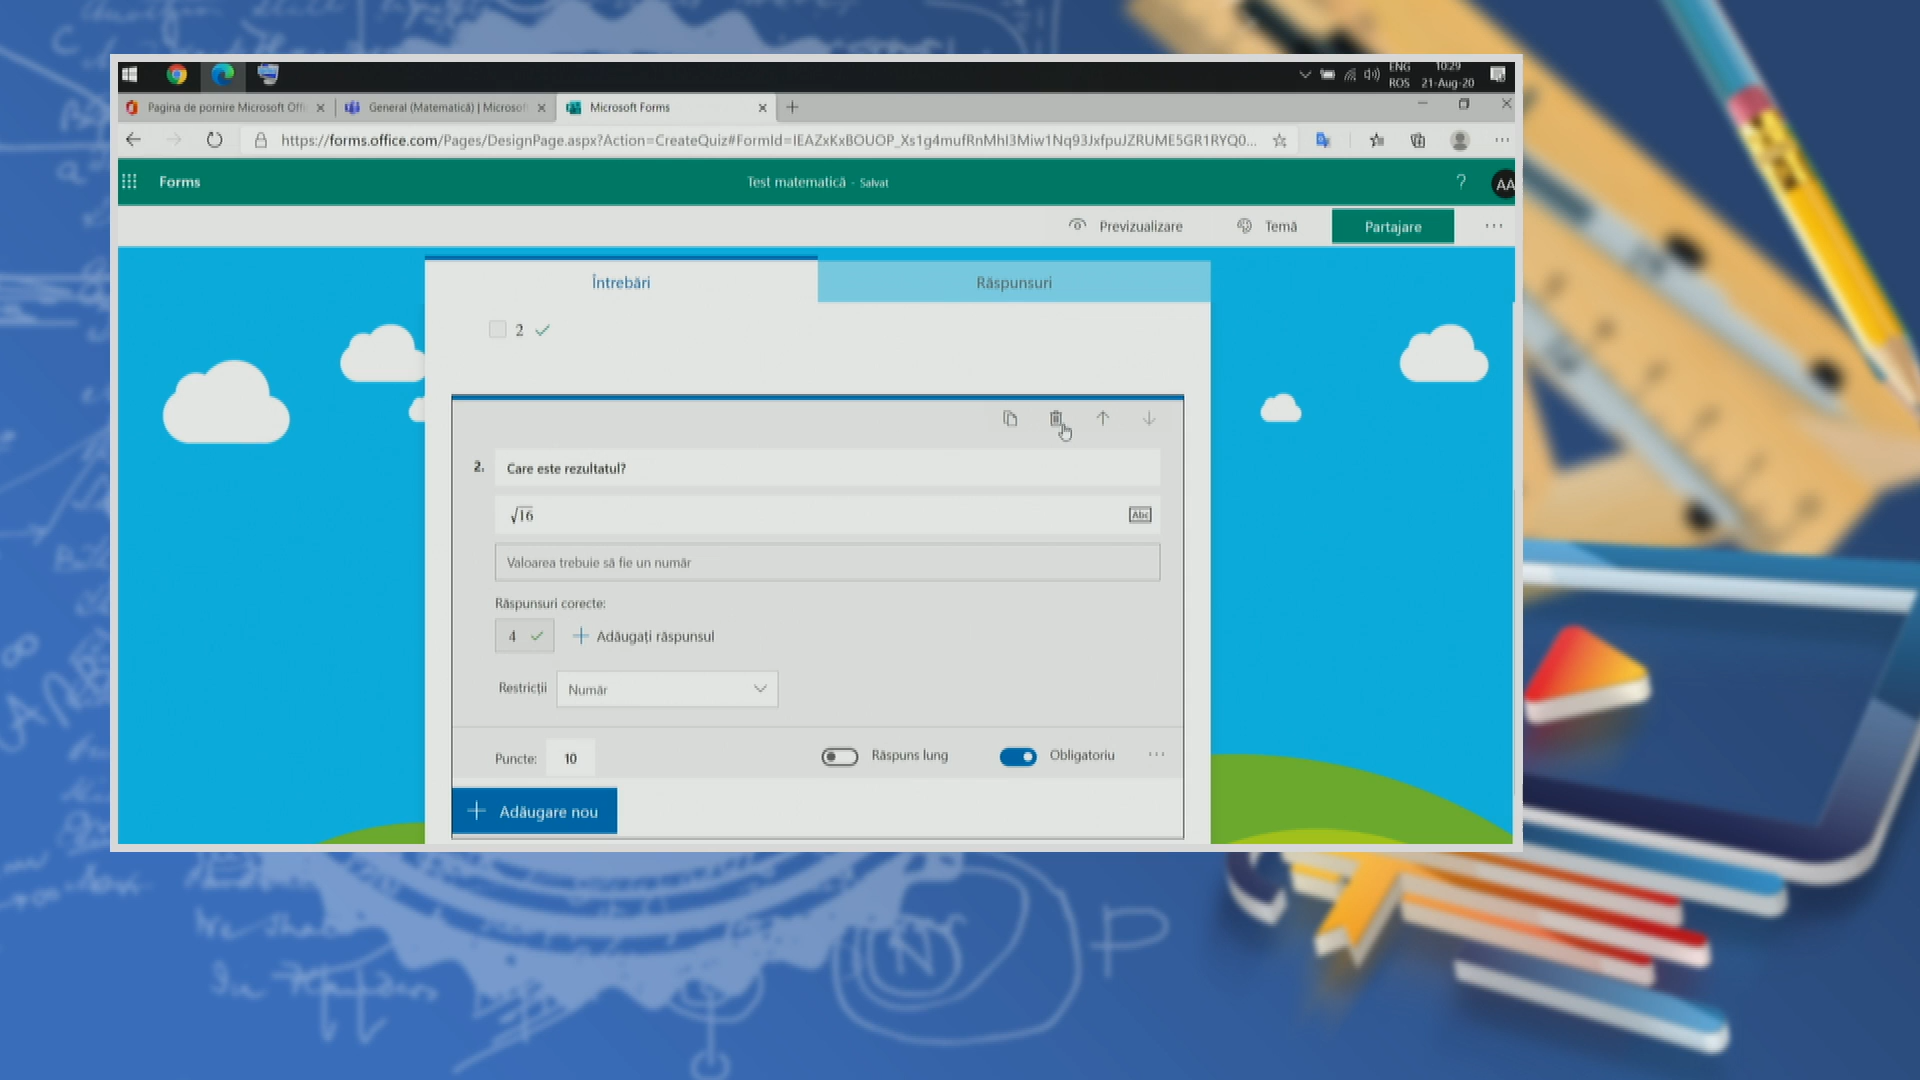 ENG
10:29
ROS
21-Aug-20
Pagina de pornire Microsoft Offi
General (Matematică) | Microsof
Microsoft Forms
https://forms.office.com/Pages/DesignPage.aspx?Action=CreateQuiz#FormId=IEAZxKxBOUOP_Xs1g4mufRnMhI3Miw1Nq93JxfpuJZRUME5GR1RYQ0...
Forms
Test matematică - Salvat
?
AA
Previzualizare
Temă
Partajare
Întrebări
Răspunsuri
2
2.
Care este rezultatul?
√16
Abc
Valoarea trebuie să fie un număr
Răspunsuri corecte:
4
Adăugați răspunsul
Restricții
Număr
Puncte:
10
Răspuns lung
Obligatoriu
Adăugare nou
P
N